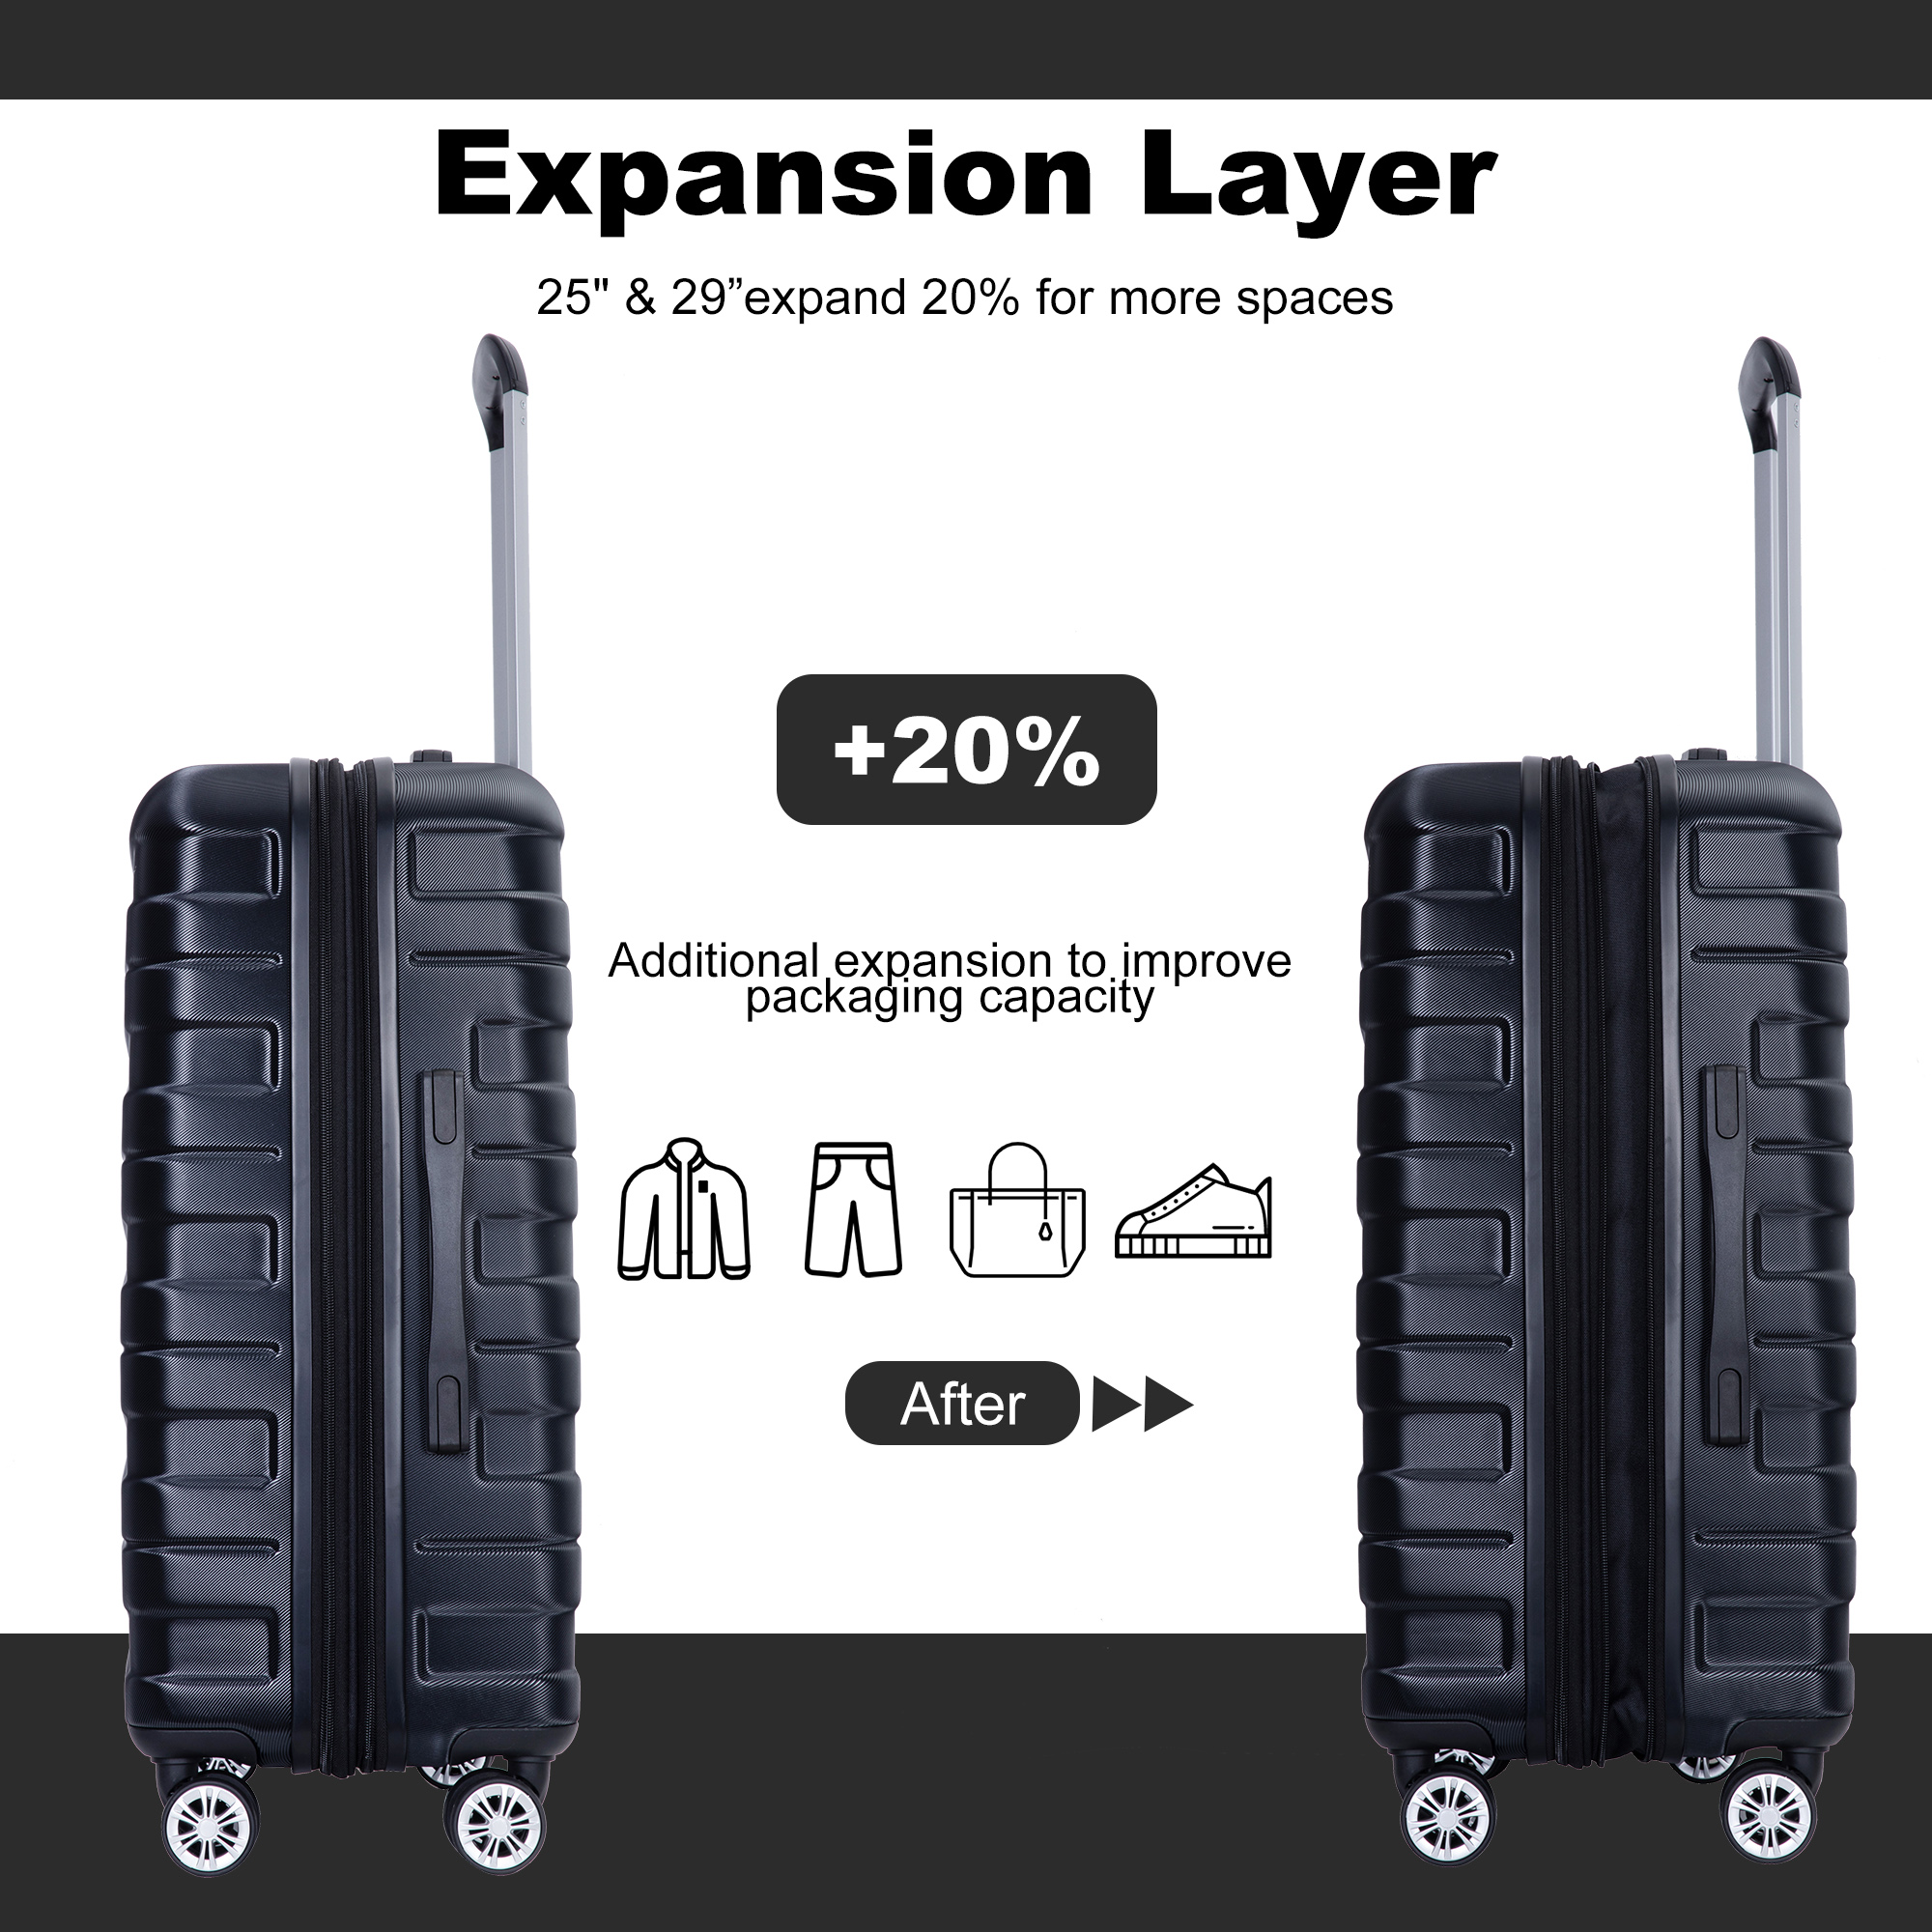 Expansion Layer
25" & 29”expand 20% for more spaces
+20%
Additional expansion to improve
packaging capacity
After